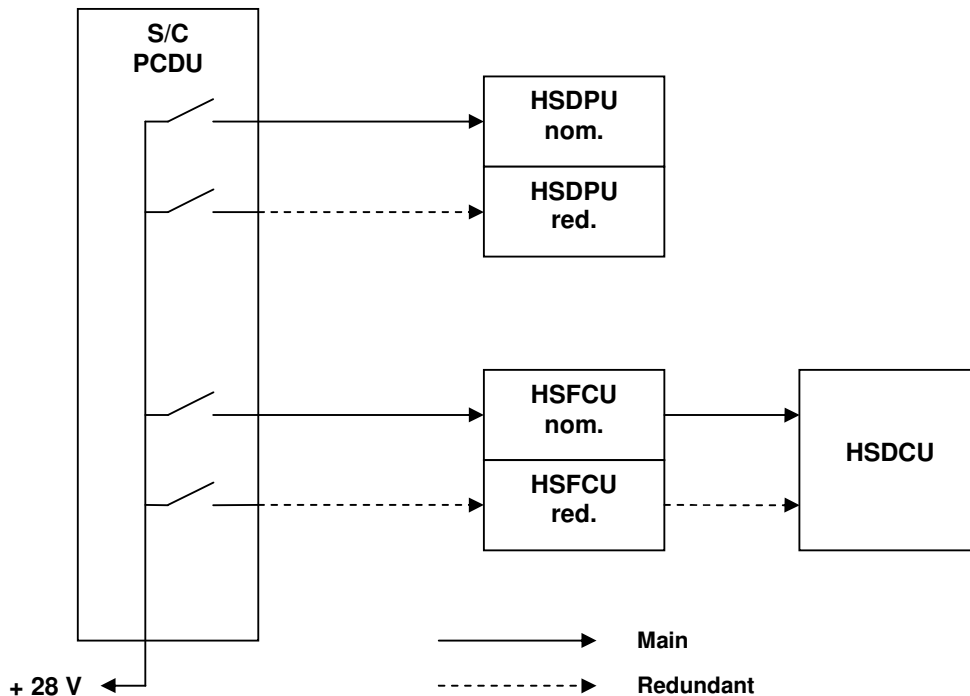 S/C
PCDU
HSDPU
nom.
HSDPU
red.
HSFCU
nom.
HSFCU
red.
HSDCU
Main
+ 28 V
Redundant